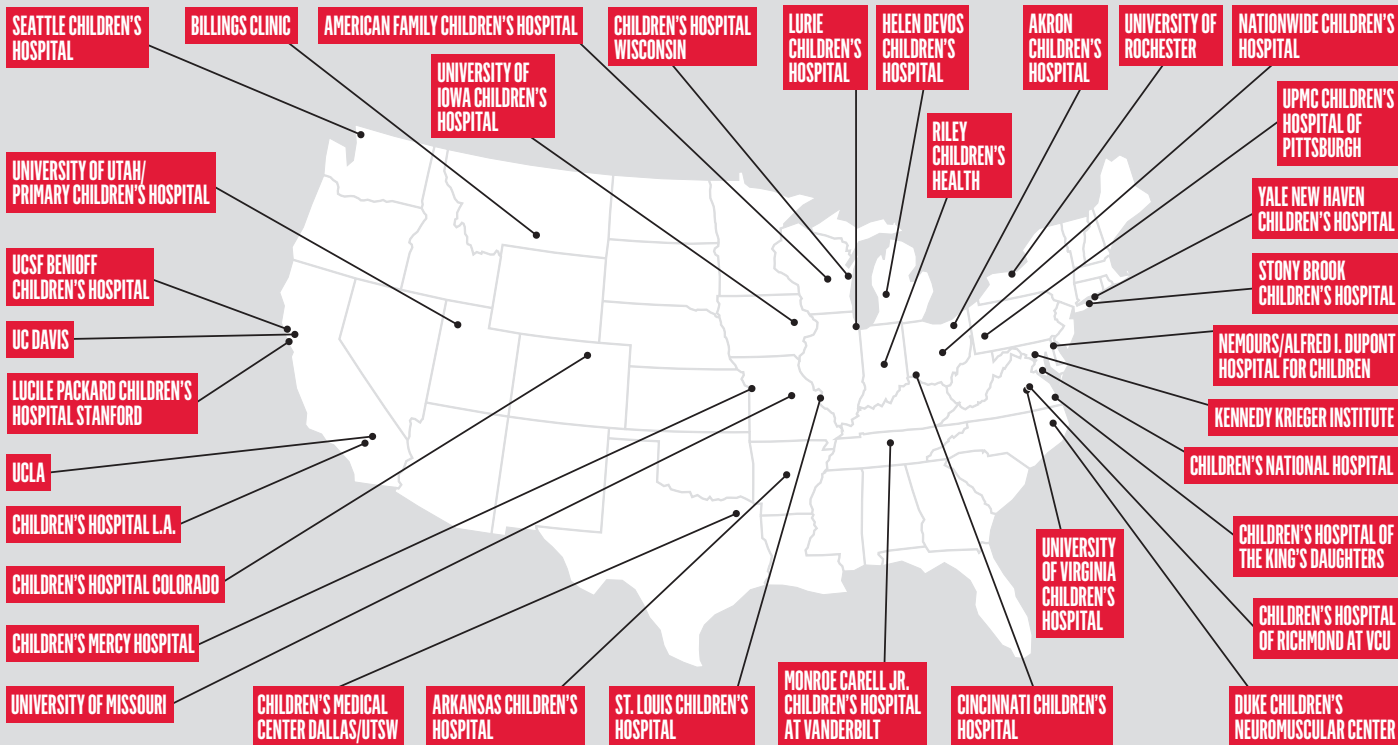 SEATTLE CHILDREN'S
HOSPITAL
BILLINGS CLINIC
AMERICAN FAMILY CHILDREN'S HOSPITAL
CHILDREN'S HOSPITAL
WISCONSIN
LURIE
CHILDREN'S
HOSPITAL
HELEN DEVOS
CHILDREN'S
HOSPITAL
AKRON
CHILDREN'S
HOSPITAL
UNIVERSITY OF
ROCHESTER
NATIONWIDE CHILDREN'S
HOSPITAL
UNIVERSITY OF
IOWA CHILDREN'S
HOSPITAL
UPMC CHILDREN'S
HOSPITAL OF
PITTSBURGH
RILEY
CHILDREN'S
HEALTH
UNIVERSITY OF UTAH/
PRIMARY CHILDREN'S HOSPITAL
YALE NEW HAVEN
CHILDREN'S HOSPITAL
UCSF BENIOFF
CHILDREN'S HOSPITAL
STONY BROOK
CHILDREN'S HOSPITAL
UC DAVIS
NEMOURS/ALFRED I. DUPONT
HOSPITAL FOR CHILDREN
LUCILE PACKARD CHILDREN'S
HOSPITAL STANFORD
KENNEDY KRIEGER INSTITUTE
UCLA
CHILDREN'S NATIONAL HOSPITAL
CHILDREN'S HOSPITAL L.A.
CHILDREN'S HOSPITAL OF
THE KING'S DAUGHTERS
UNIVERSITY
OF VIRGINIA
CHILDREN'S
HOSPITAL
CHILDREN'S HOSPITAL COLORADO
CHILDREN'S HOSPITAL
OF RICHMOND AT VCU
CHILDREN'S MERCY HOSPITAL
UNIVERSITY OF MISSOURI
CHILDREN'S MEDICAL
CENTER DALLAS/UTSW
ARKANSAS CHILDREN'S
HOSPITAL
ST. LOUIS CHILDREN'S
HOSPITAL
MONROE CARELL JR.
CHILDREN'S HOSPITAL
AT VANDERBILT
CINCINNATI CHILDREN'S
HOSPITAL
DUKE CHILDREN'S
NEUROMUSCULAR CENTER